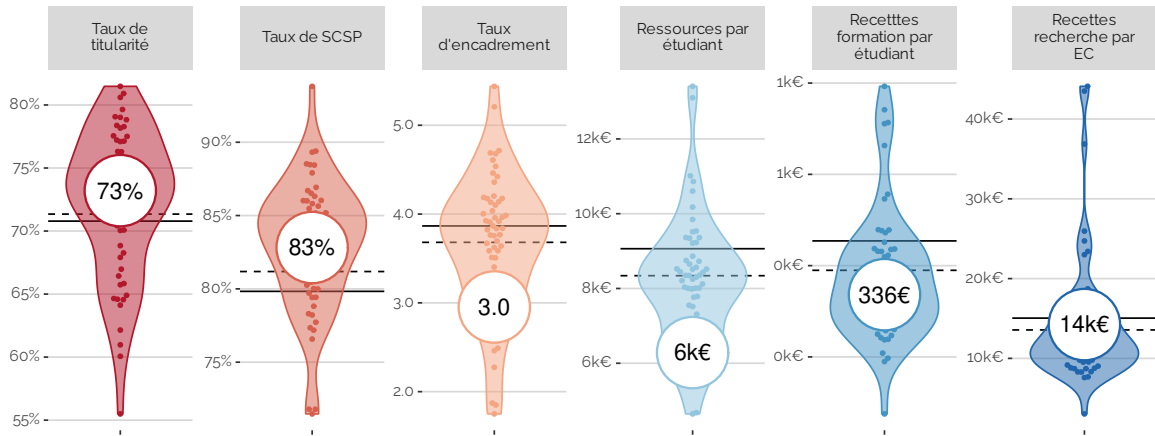 Taux de
titularité
Taux de SCSP
Taux
d'encadrement
Ressources par
étudiant
Recetttes
formation par
étudiant
Recettes
recherche par
EC
80%
75%
70%
65%
60%
55%
73%
90%
85%
80%
75%
83%
5.0
4.0
3.0
2.0
3.0
12k€
10k€
8k€
6k€
6k€
1k€
1k€
0k€
0k€
336€
40k€
30k€
20k€
10k€
14k€